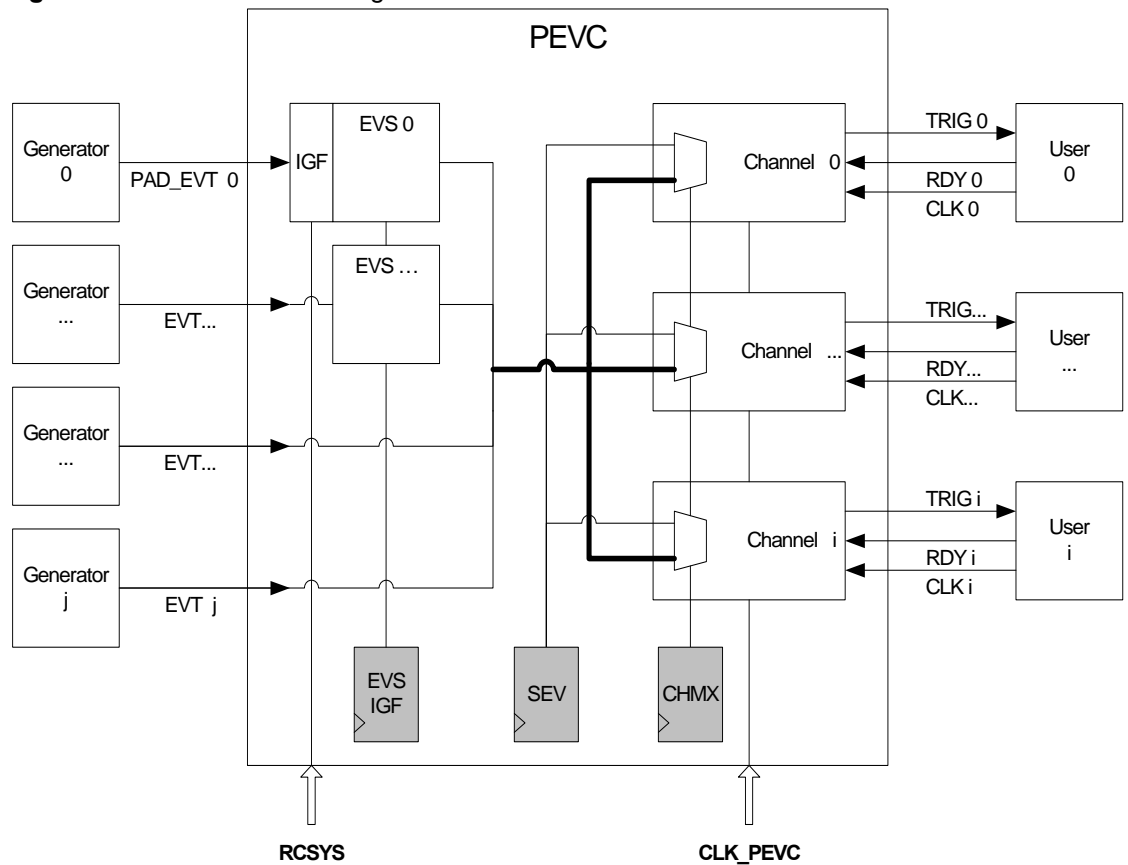 PEVC
Generator
0
PAD_EVT 0
IGF
EVS 0
Channel 0
TRIG 0
RDY 0
CLK 0
User
0
Generator
...
EVT...
EVS ...
Channel ...
TRIG...
RDY...
CLK...
User
...
Generator
...
EVT...
Generator
j
EVT j
Channel i
TRIG i
RDY i
CLK i
User
i
EVS
IGF
SEV
CHMX
RCSYS
CLK_PEVC